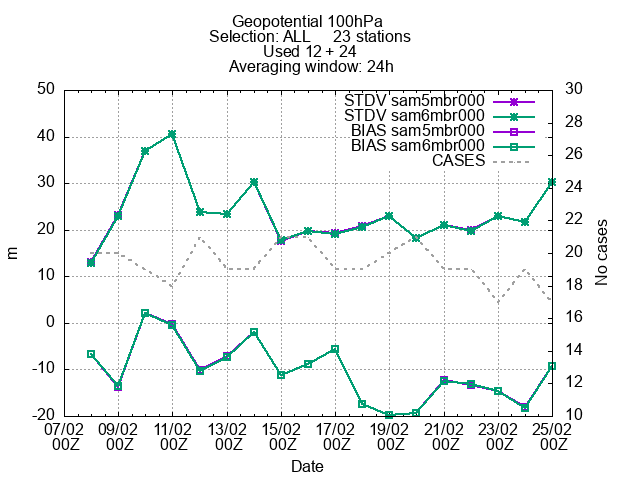 Geopotential 100hPa
Selection: ALL 23 stations
Used 12 + 24
Averaging window: 24h
STDV sam5mbr000
STDV sam6mbr000
BIAS sam5mbr000
BIAS sam6mbr000
CASES
50
40
30
20
10
0
-10
-20
m
30
28
26
24
22
20
18
16
14
12
10
No cases
07/02 09/02 11/02 13/02 15/02 17/02 19/02 21/02 23/02 25/02
00Z 00Z 00Z 00Z 00Z 00Z 00Z 00Z 00Z 00Z
Date